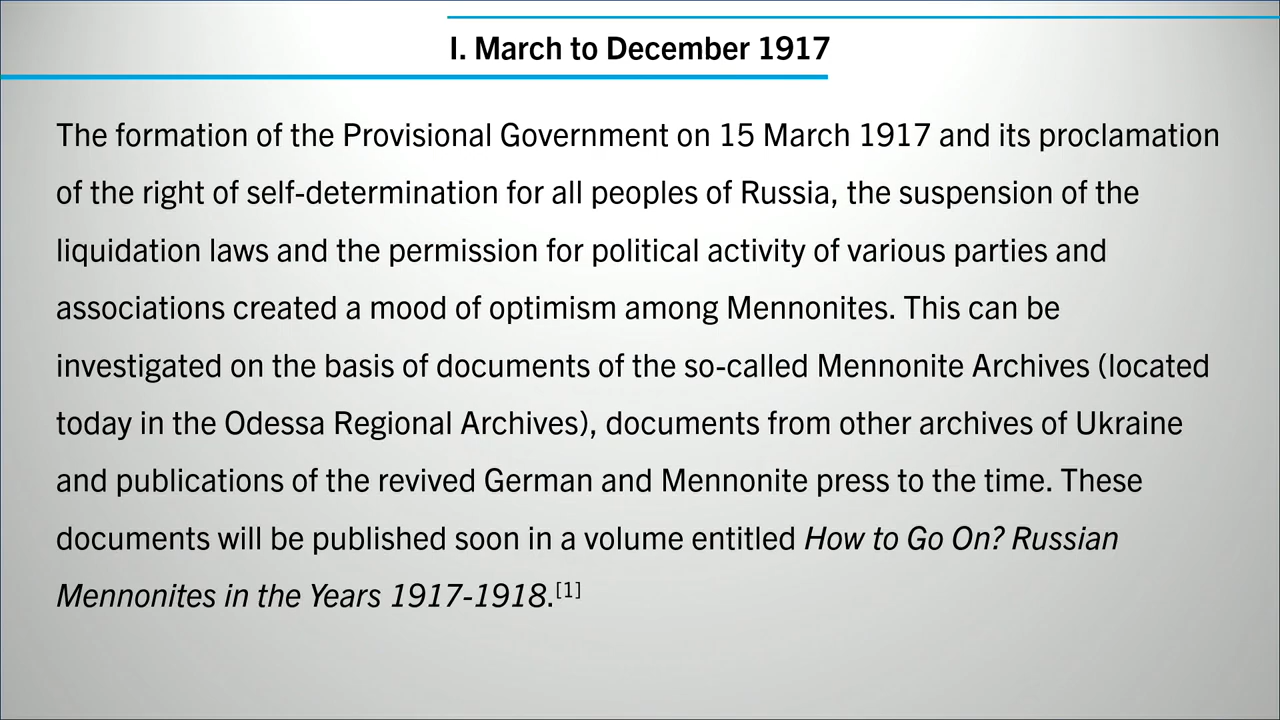 I. March to December 1917
The formation of the Provisional Government on 15 March 1917 and its proclamation
of the right of self-determination for all peoples of Russia, the suspension of the
liquidation laws and the permission for political activity of various parties and
associations created a mood of optimism among Mennonites. This can be
investigated on the basis of documents of the so-called Mennonite Archives (located
today in the Odessa Regional Archives), documents from other archives of Ukraine
and publications of the revived German and Mennonite press to the time. These
documents will be published soon in a volume entitled How to Go On? Russian
Mennonites in the Years 1917-1918.[1]